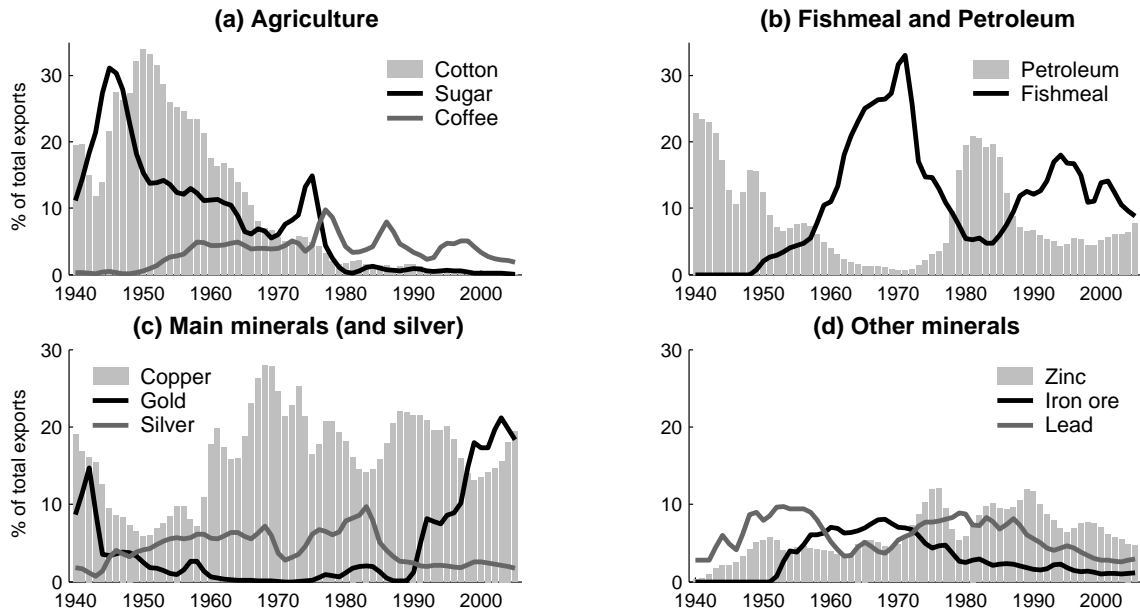 (a) Agriculture
% of total exports
30
20
10
0
Cotton
Sugar
Coffee
1940 1950 1960 1970 1980 1990 2000
(b) Fishmeal and Petroleum
30
20
10
0
Petroleum
Fishmeal
1940 1950 1960 1970 1980 1990 2000
(c) Main minerals (and silver)
% of total exports
30
20
10
0
Copper
Gold
Silver
1940 1950 1960 1970 1980 1990 2000
(d) Other minerals
30
20
10
0
Zinc
Iron ore
Lead
1940 1950 1960 1970 1980 1990 2000